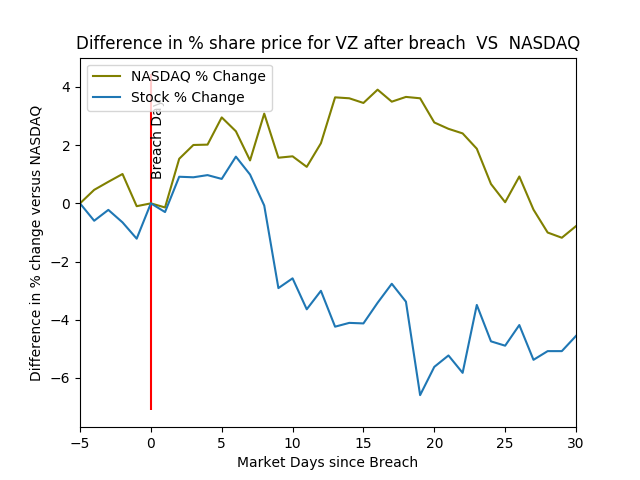 Difference in % share price for VZ after breach  VS  NASDAQ
NASDAQ % Change
Stock % Change
Breach Day
Difference in % change versus NASDAQ
4
2
0
−2
−4
−6
−5
0
5
10
15
20
25
30
Market Days since Breach